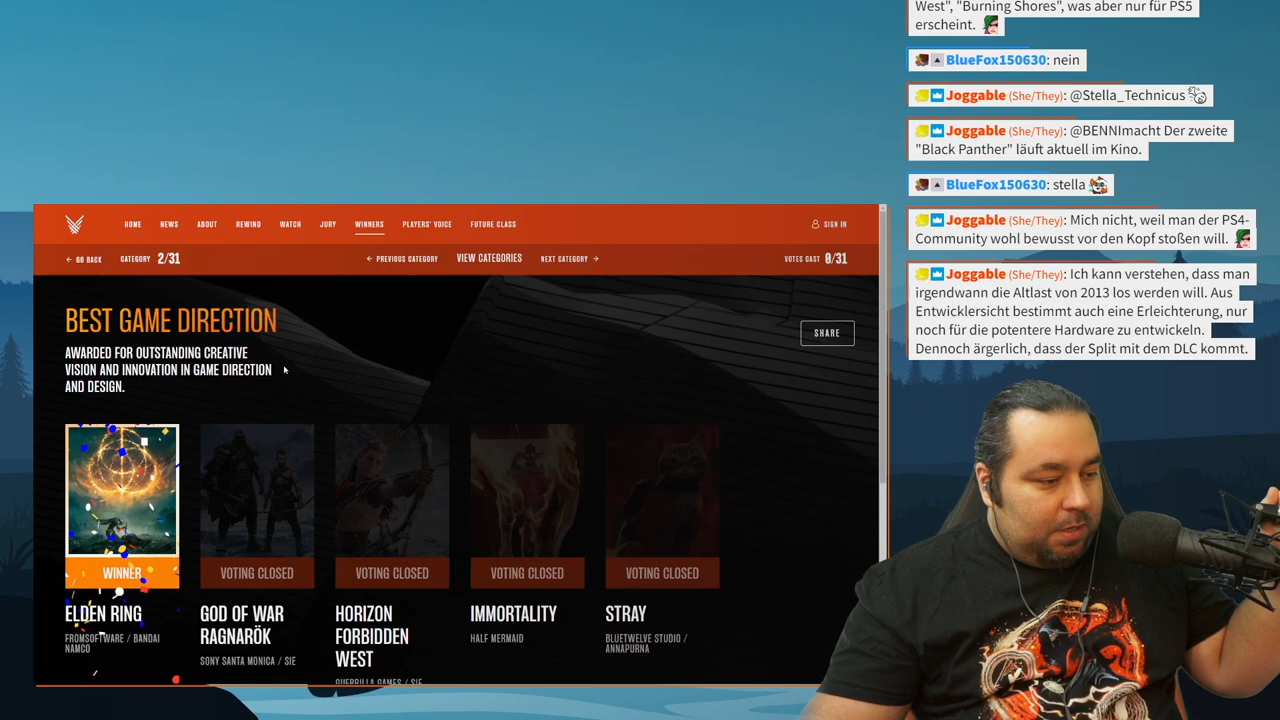 HOME NEWS ABOUT REWIND WATCH JURY WINNERS PLAYERS' VOICE FUTURE CLASS SIGN IN
← GO BACK CATEGORY 2/31 ← PREVIOUS CATEGORY VIEW CATEGORIES NEXT CATEGORY → VOTES CAST 0/31
BEST GAME DIRECTION
AWARDED FOR OUTSTANDING CREATIVE
VISION AND INNOVATION IN GAME DIRECTION
AND DESIGN.
SHARE
WINNER
ELDEN RING
FROMSOFTWARE / BANDAI
NAMCO
VOTING CLOSED
GOD OF WAR
RAGNARÖK
SONY SANTA MONICA / SIE
VOTING CLOSED
HORIZON
FORBIDDEN
WEST
GUERRILLA GAMES / SIE
VOTING CLOSED
IMMORTALITY
HALF MERMAID
VOTING CLOSED
STRAY
BLUETWELVE STUDIO /
ANNAPURNA
West", "Burning Shores", was aber nur für PS5
erscheint.
BlueFox150630: nein
Joggable (She/They): @Stella_Technicus
Joggable (She/They): @BENNImacht Der zweite
"Black Panther" läuft aktuell im Kino.
BlueFox150630: stella
Joggable (She/They): Mich nicht, weil man der PS4-
Community wohl bewusst vor den Kopf stoßen will.
Joggable (She/They): Ich kann verstehen, dass man
irgendwann die Altlast von 2013 los werden will. Aus
Entwicklersicht bestimmt auch eine Erleichterung, nur
noch für die potentere Hardware zu entwickeln.
Dennoch ärgerlich, dass der Split mit dem DLC kommt.